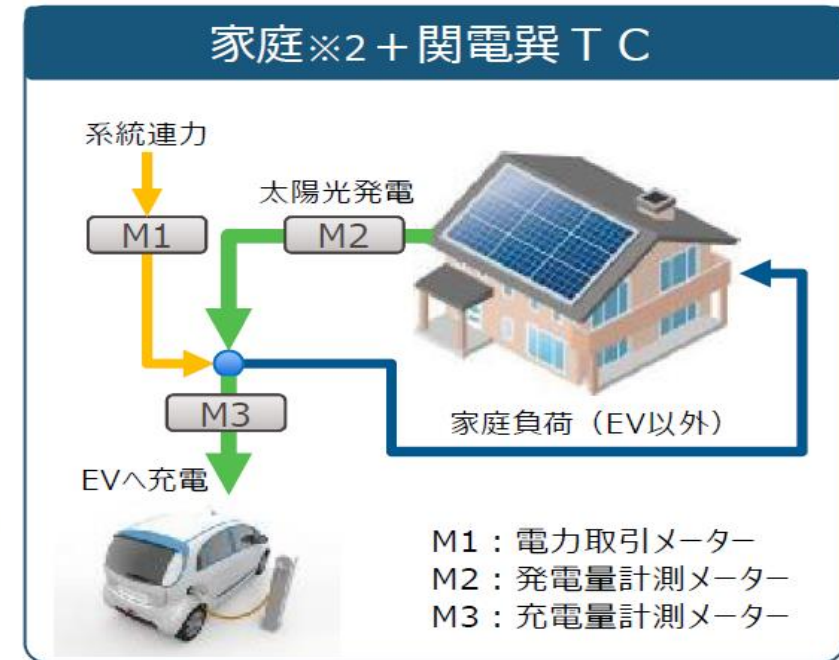 家庭※2＋関電巽ＴＣ
系統連力
太陽光発電
M1
M2
M3
家庭負荷（EV以外）
EVへ充電
M1：電力取引メーター
M2：発電量計測メーター
M3：充電量計測メーター